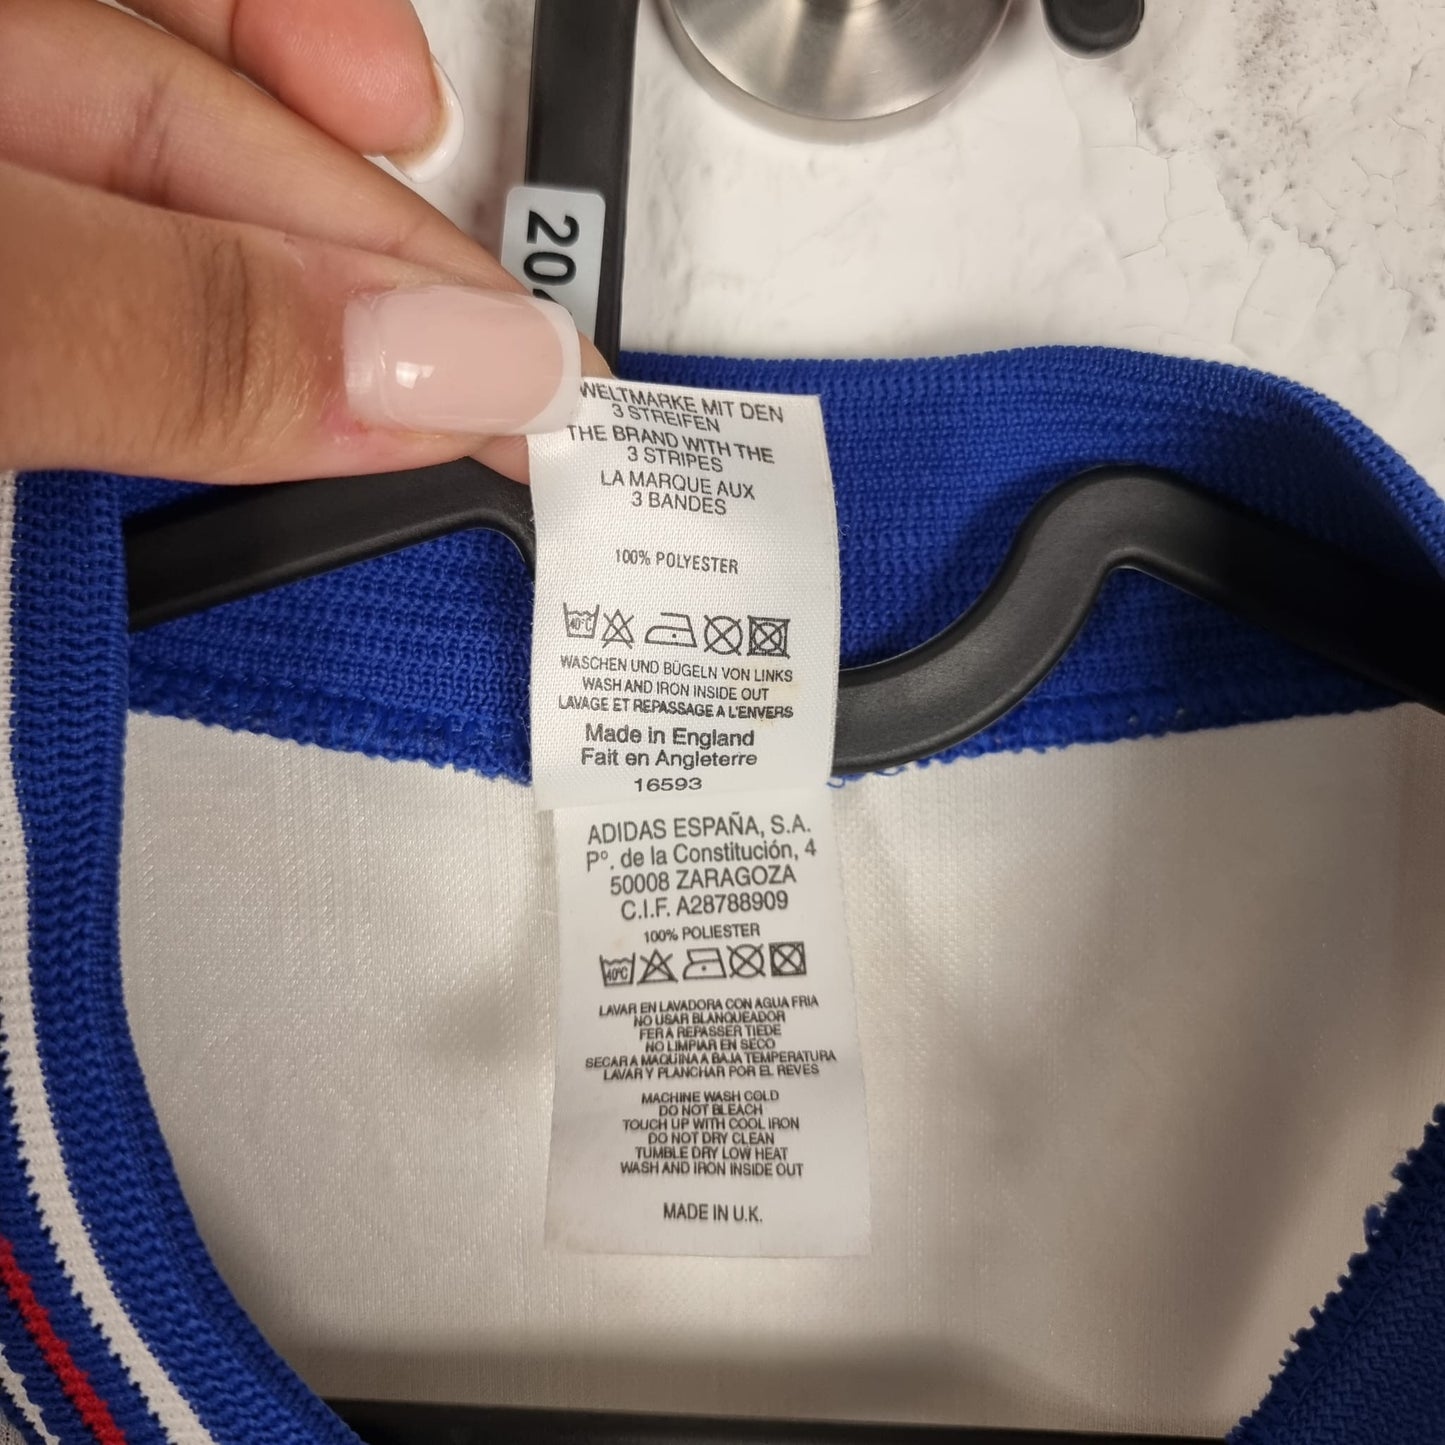 WELTMARKE MIT DEN
3 STREIFEN
THE BRAND WITH THE
3 STRIPES
LA MARQUE AUX
3 BANDES
100% POLYESTER
40°C
WASCHEN UND BÜGELN VON LINKS
WASH AND IRON INSIDE OUT
LAVAGE ET REPASSAGE A L'ENVERS
Made in England
Fait en Angleterre
16593
ADIDAS ESPAÑA, S.A.
Pº. de la Constitución, 4
50008 ZARAGOZA
C.I.F. A28788909
100% POLIESTER
40°C
LAVAR EN LAVADORA CON AGUA FRIA
NO USAR BLANQUEADOR
FER A REPASSER TIEDE
NO LIMPIAR EN SECO
SECAR A MAQUINA A BAJA TEMPERATURA
LAVAR Y PLANCHAR POR EL REVES
MACHINE WASH COLD
DO NOT BLEACH
TOUCH UP WITH COOL IRON
DO NOT DRY CLEAN
TUMBLE DRY LOW HEAT
WASH AND IRON INSIDE OUT
MADE IN U.K.